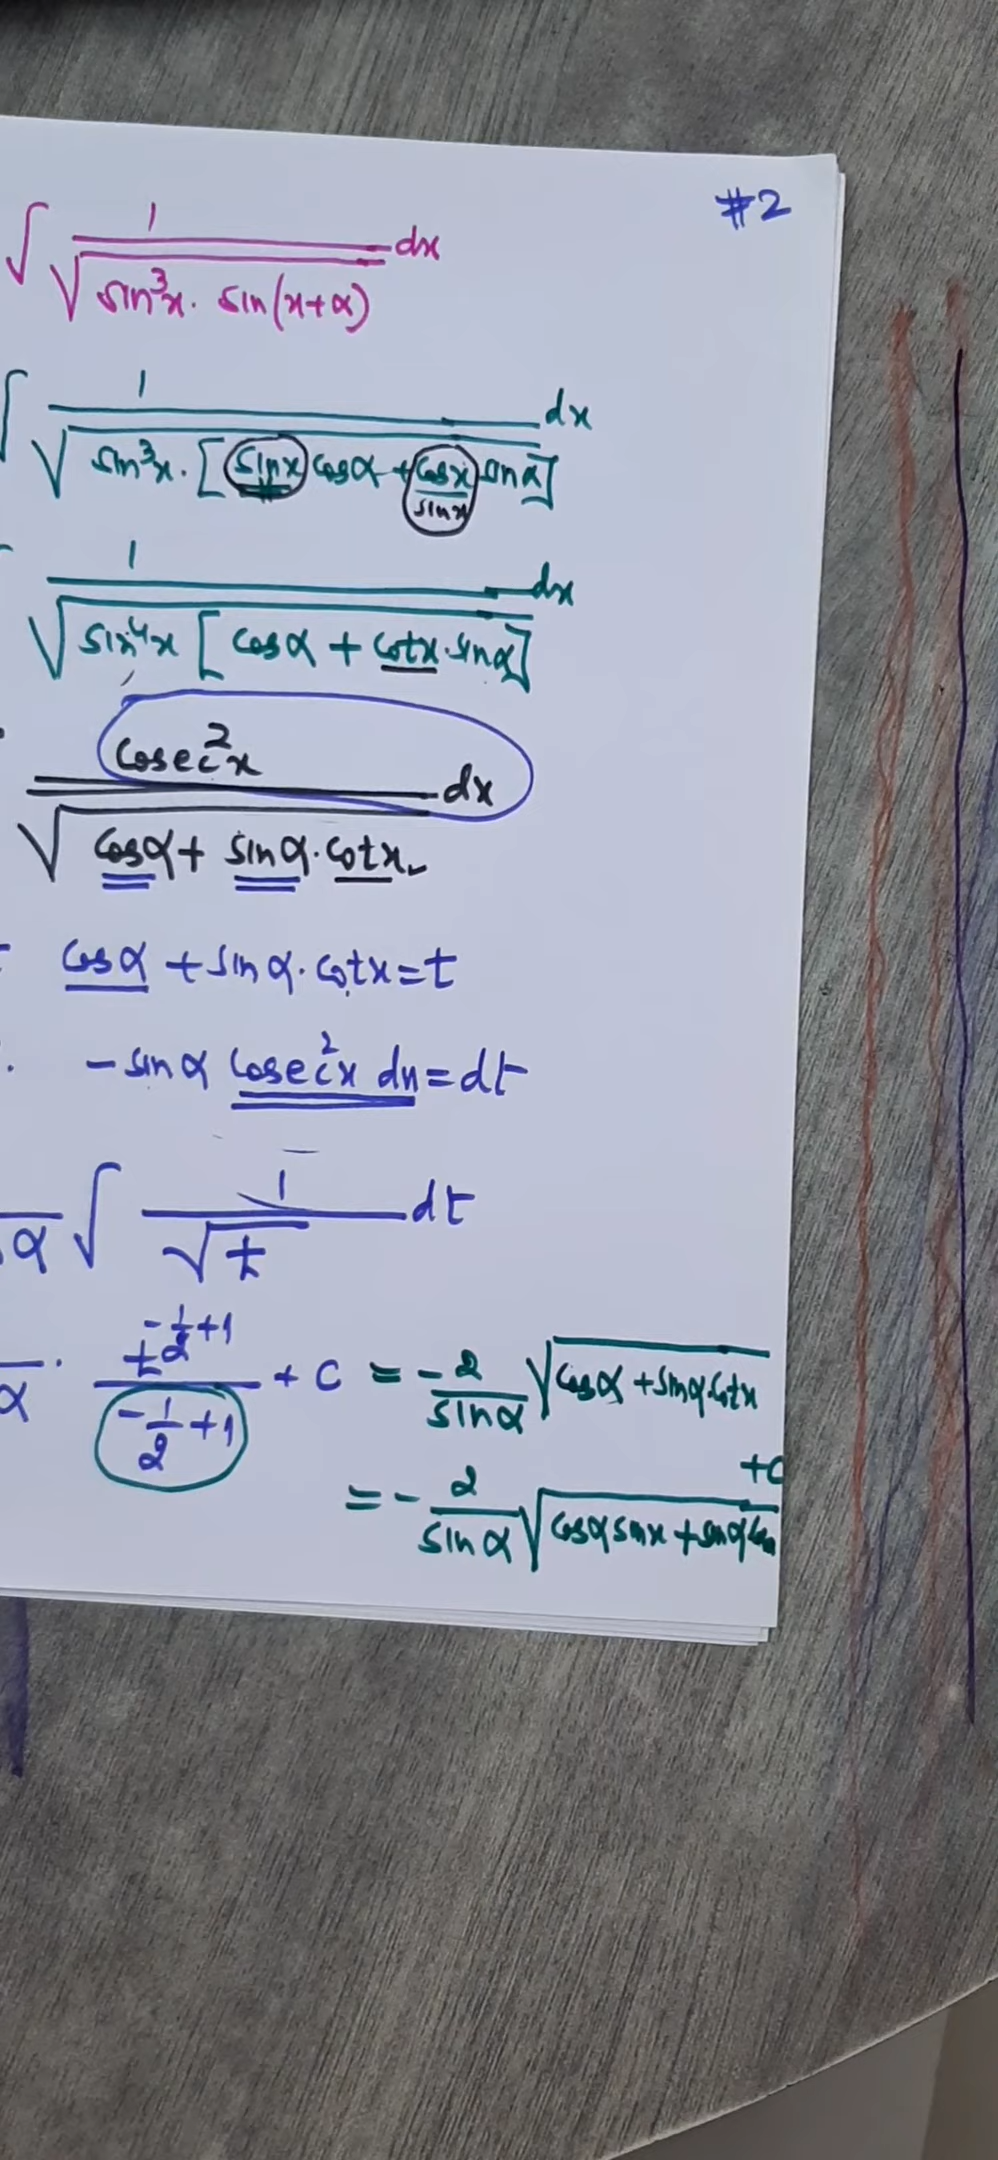 #2
∫ 1/√(sin³x · sin(x+α)) dx
∫ 1/√(sin³x · [sinx cosα + cosx/sinx sinα]) dx
1/√(sin⁴x [cosα + cotx · sinα]) dx
cosec²x/√(cosα + sinα · cotx) dx
cosα + sinα · cotx = t
- sinα cosec²x dx = dt
α ∫ 1/√t dt
α · t^(-1/2+1)/(-1/2+1) + C = -2/sinα √(cosα + sinα·cotx)
+C
= -2/sinα √(cosα sinx + sinα